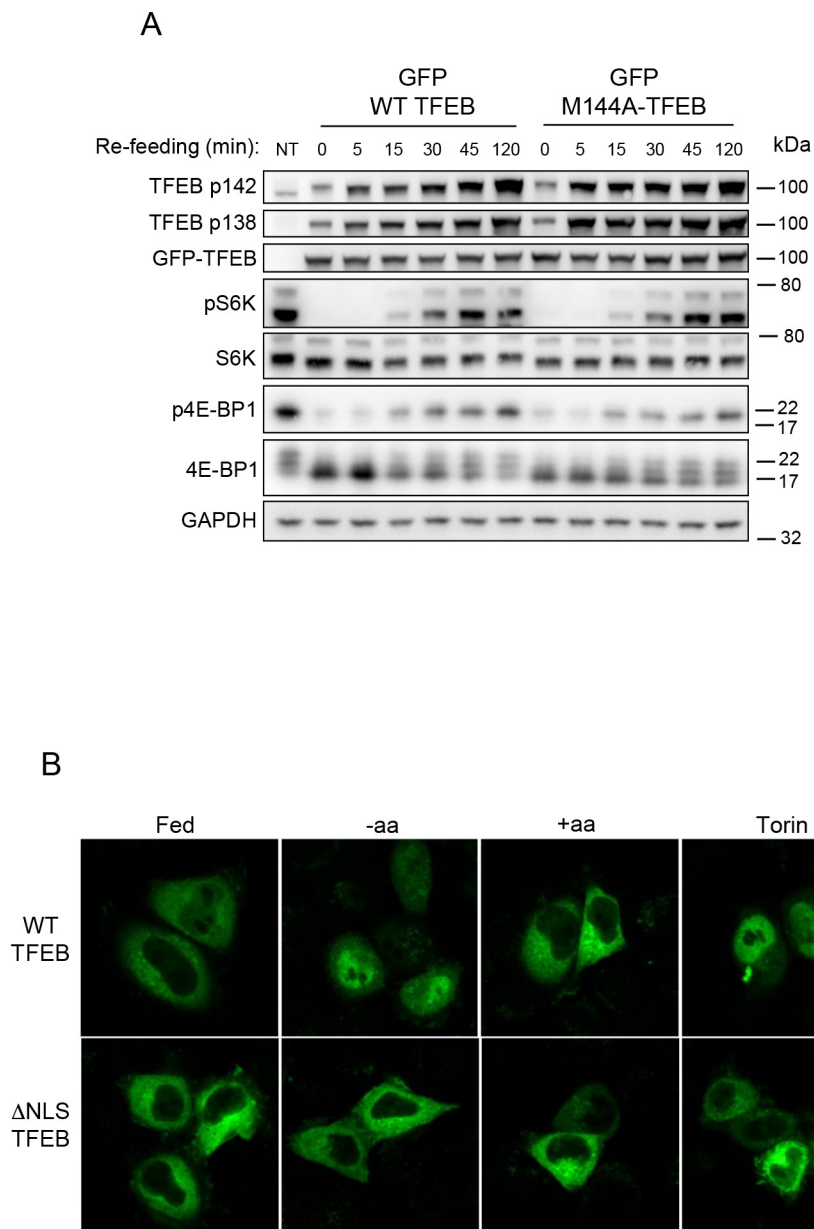 A
GFP
WT TFEB
GFP
M144A-TFEB
Re-feeding (min): NT 0 5 15 30 45 120 0 5 15 30 45 120 kDa
TFEB p142 100
TFEB p138 100
GFP-TFEB 100
80
pS6K
80
S6K
p4E-BP1 22
17
4E-BP1 22
17
GAPDH
32
B
Fed -aa +aa Torin
WT
TFEB
ΔNLS
TFEB